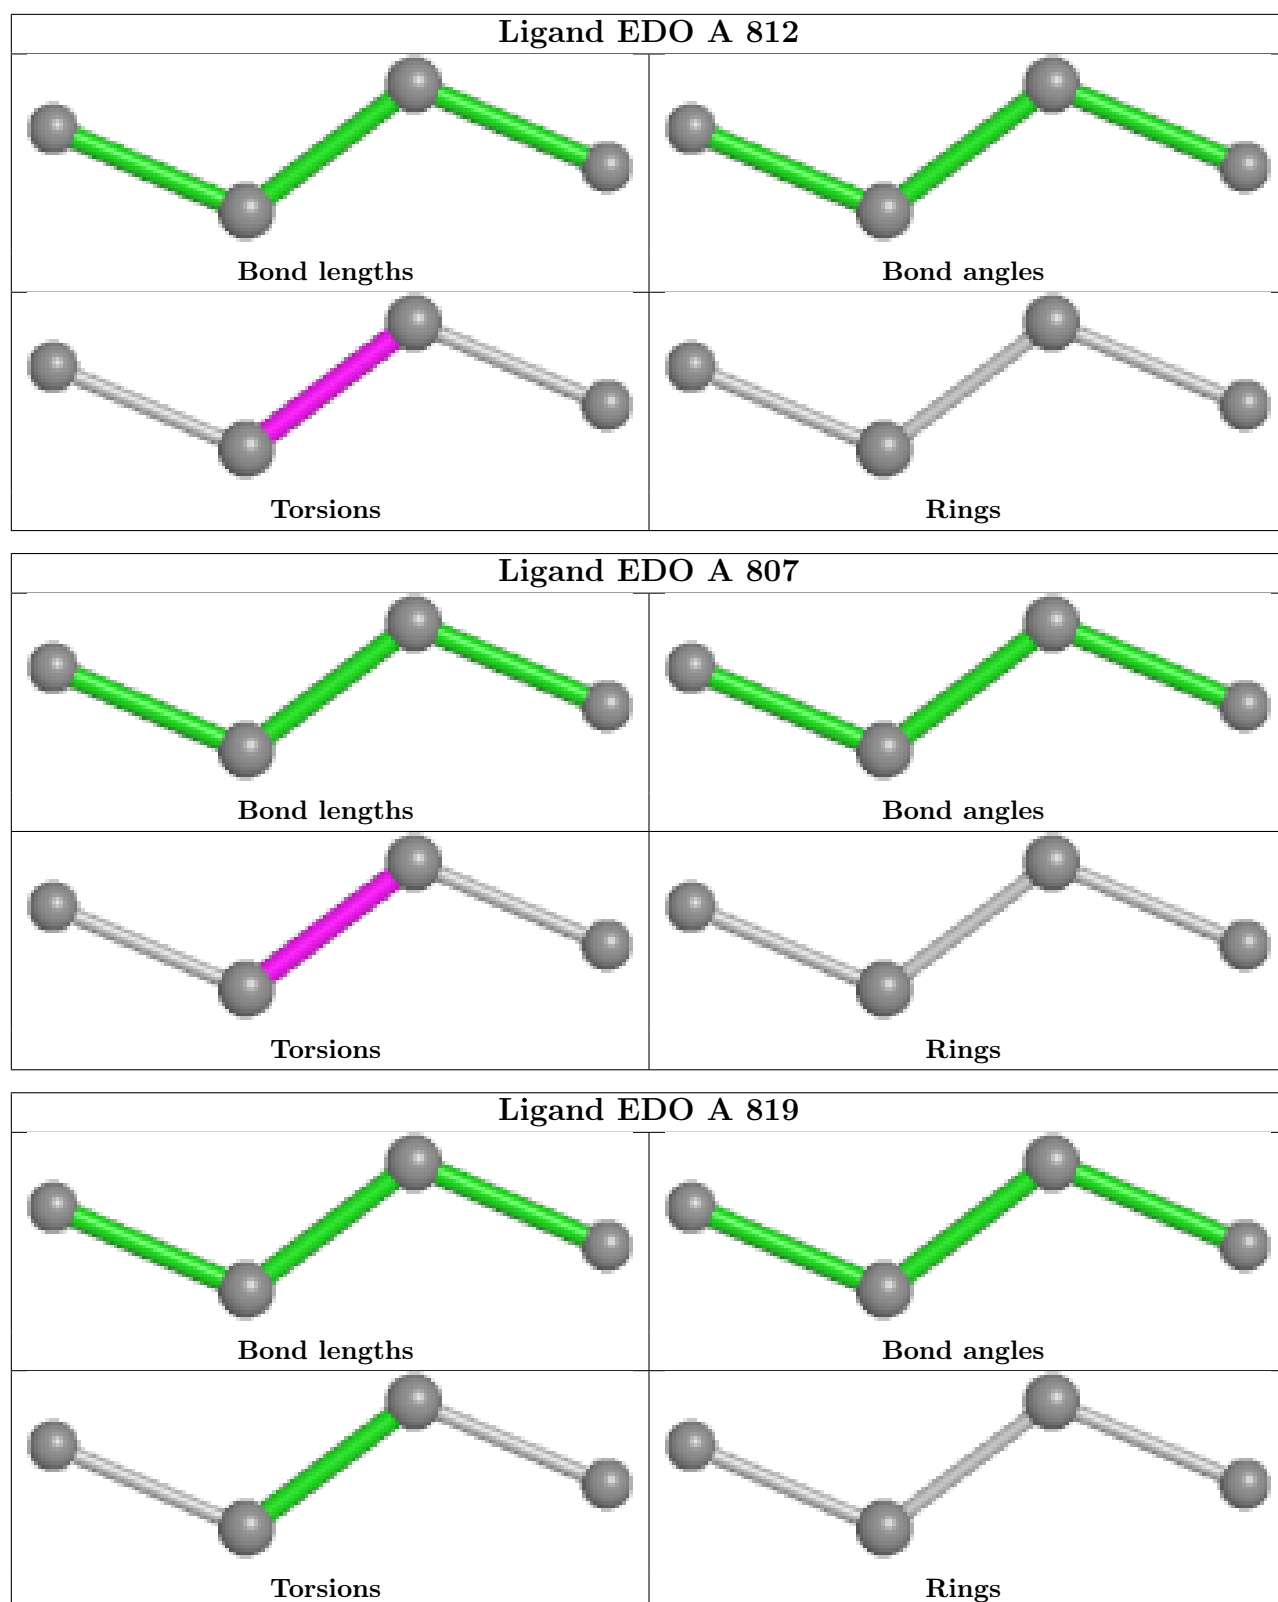 Ligand EDO A 812
Bond lengths
Bond angles
Torsions
Rings
Ligand EDO A 807
Bond lengths
Bond angles
Torsions
Rings
Ligand EDO A 819
Bond lengths
Bond angles
Torsions
Rings